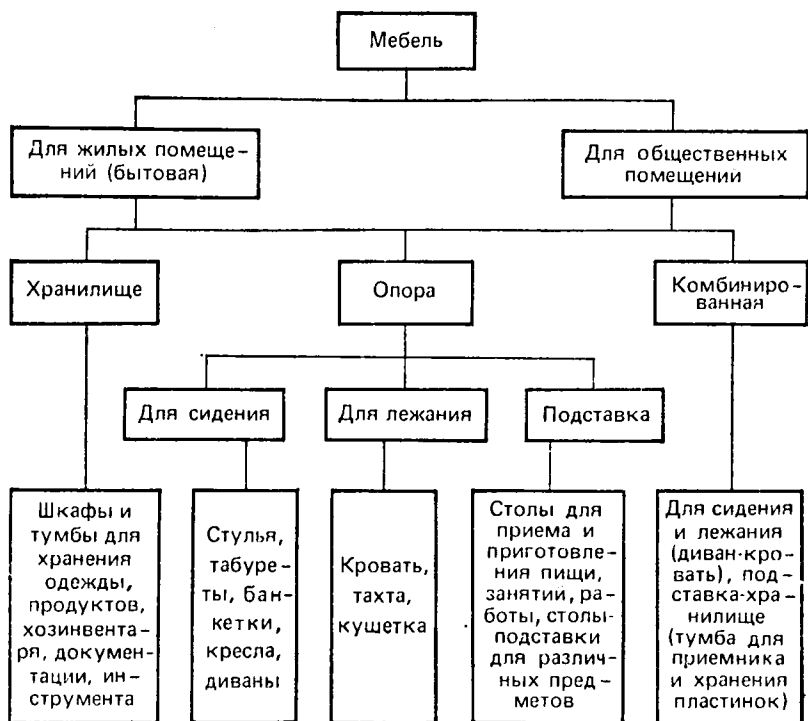 Мебель
Для жилых помеще-
ний (бытовая)
Для общественных
помещений
Хранилище
Опора
Комбиниро-
ванная
Для сидения
Для лежания
Подставка
Шкафы и
тумбы для
хранения
одежды,
продуктов,
хозинвента-
ря, докумен-
тации, ин-
струмента
Стулья,
табуре-
ты, бан-
кетки,
кресла,
диваны
Кровать,
тахта,
кушетка
Столы для
приема и
приготовле-
ния пищи,
занятий, ра-
боты, столы-
подставки
для различ-
ных пред-
метов
Для сидения
и лежания
(диван-кро-
вать), под-
ставка-хра-
нилище
(тумба для
приемника
и хранения
пластинок)